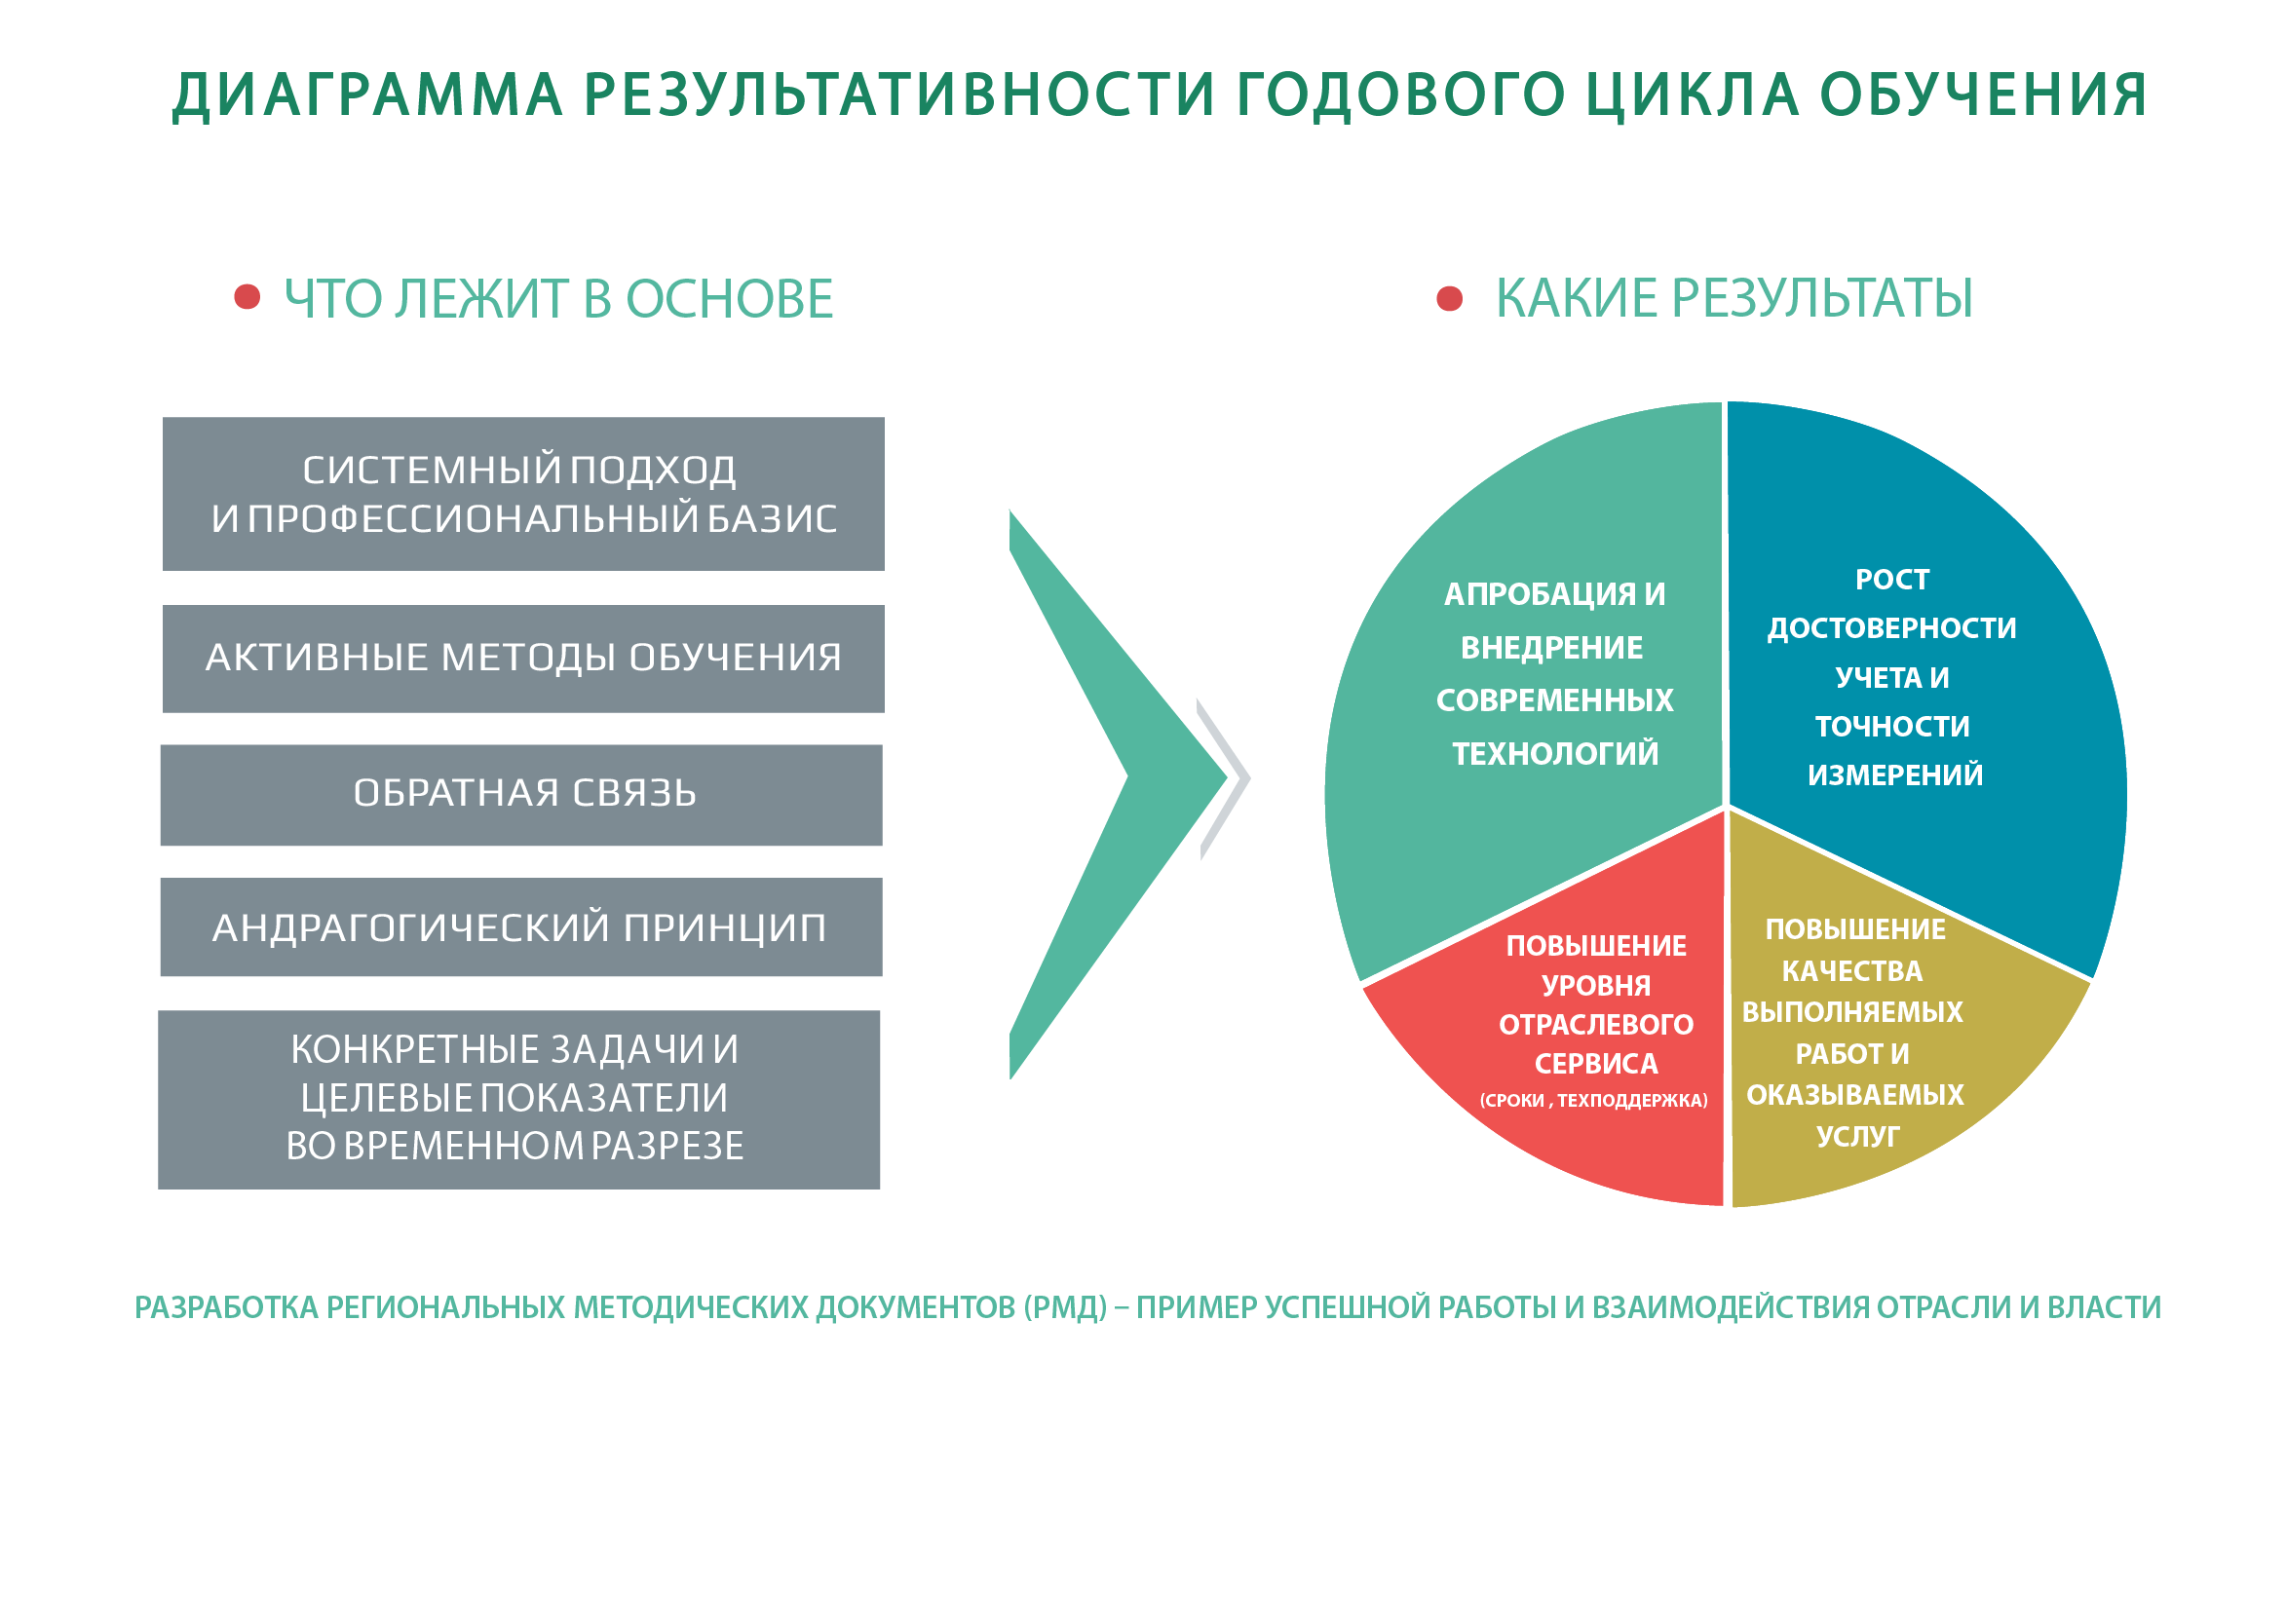 ДИАГРАММА РЕЗУЛЬТАТИВНОСТИ ГОДОВОГО ЦИКЛА ОБУЧЕНИЯ
ЧТО ЛЕЖИТ В ОСНОВЕ
СИСТЕМНЫЙ ПОДХОД
И ПРОФЕССИОНАЛЬНЫЙ БАЗИС
АКТИВНЫЕ МЕТОДЫ ОБУЧЕНИЯ
ОБРАТНАЯ СВЯЗЬ
АНДРАГОГИЧЕСКИЙ ПРИНЦИП
КОНКРЕТНЫЕ ЗАДАЧИ И
ЦЕЛЕВЫЕ ПОКАЗАТЕЛИ
ВО ВРЕМЕННОМ РАЗРЕЗЕ
КАКИЕ РЕЗУЛЬТАТЫ
АПРОБАЦИЯ И
ВНЕДРЕНИЕ
СОВРЕМЕННЫХ
ТЕХНОЛОГИЙ
РОСТ
ДОСТОВЕРНОСТИ
УЧЕТА И
ТОЧНОСТИ
ИЗМЕРЕНИЙ
ПОВЫШЕНИЕ
УРОВНЯ
ОТРАСЛЕВОГО
СЕРВИСА
(СРОКИ , ТЕХПОДДЕРЖКА)
ПОВЫШЕНИЕ
КАЧЕСТВА
ВЫПОЛНЯЕМЫХ
РАБОТ И
ОКАЗЫВАЕМЫХ
УСЛУГ
РАЗРАБОТКА РЕГИОНАЛЬНЫХ МЕТОДИЧЕСКИХ ДОКУМЕНТОВ (РМД) – ПРИМЕР УСПЕШНОЙ РАБОТЫ И ВЗАИМОДЕЙСТВИЯ ОТРАСЛИ И ВЛАСТИ